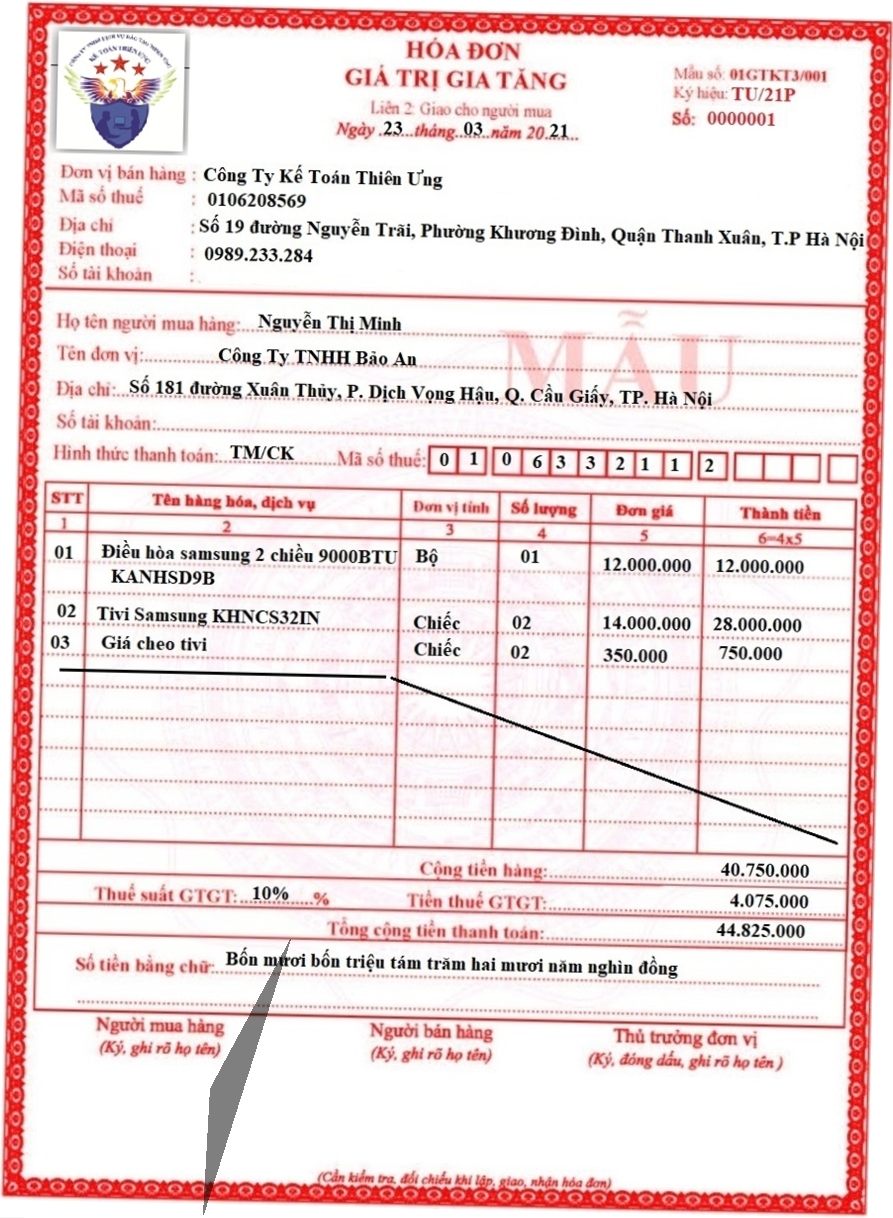 KẾ TOÁN THIÊN ƯNG
HÓA ĐƠN
GIÁ TRỊ GIA TĂNG
Liên 2: Giao cho người mua
Ngày .23...tháng..03..năm 20.21...
Mẫu số: 01GTKT3/001
Ký hiệu: TU/21P
Số: 0000001
Đơn vị bán hàng : Công Ty Kế Toán Thiên Ưng
Mã số thuế : 0106208569
Địa chỉ : Số 19 đường Nguyễn Trãi, Phường Khương Đình, Quận Thanh Xuân, T.P Hà Nội
Điện thoại : 0989.233.284
Số tài khoản :
MẪU
Họ tên người mua hàng: Nguyễn Thị Minh
Tên đơn vị: Công Ty TNHH Bảo An
Địa chỉ: Số 181 đường Xuân Thủy, P. Dịch Vọng Hậu, Q. Cầu Giấy, TP. Hà Nội
Số tài khoản:
Hình thức thanh toán: TM/CK Mã số thuế: 0 1 0 6 3 3 2 1 1 2
STT Tên hàng hóa, dịch vụ Đơn vị tính Số lượng Đơn giá Thành tiền
1 2 3 4 5 6=4x5
01 Điều hòa samsung 2 chiều 9000BTU Bộ 01 12.000.000 12.000.000
KANHSD9B
02 Tivi Samsung KHNCS32IN Chiếc 02 14.000.000 28.000.000
03 Giá cheo tivi Chiếc 02 350.000 750.000
Cộng tiền hàng: 40.750.000
Thuế suất GTGT: 10% % Tiền thuế GTGT: 4.075.000
Tổng cộng tiền thanh toán: 44.825.000
Số tiền bằng chữ: Bốn mươi bốn triệu tám trăm hai mươi năm nghìn đồng
Người mua hàng Người bán hàng Thủ trưởng đơn vị
(Ký, ghi rõ họ tên) (Ký, ghi rõ họ tên) (Ký, đóng dấu, ghi rõ họ tên )
(Cần kiểm tra, đối chiếu khi lập, giao, nhận hóa đơn)